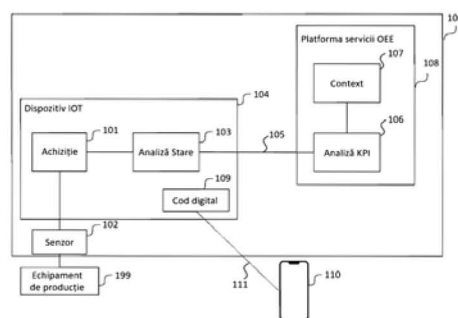 10
Platforma servicii OEE
107
108
Context
Dispozitiv IOT
104
101
103
105
106
Achiziție
Analiză Stare
Analiză KPI
109
Cod digital
102
Senzor
Echipament
de producție
199
111
110